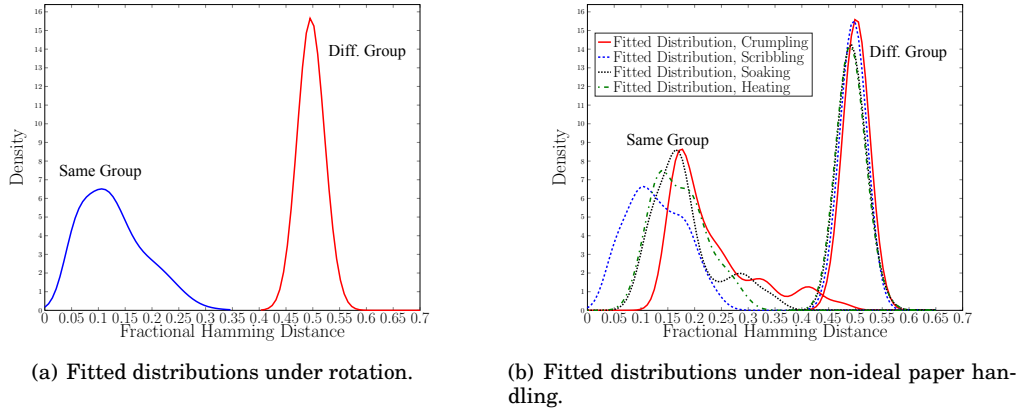 16
15
14
13
12
11
10
9
8
7
6
5
4
3
2
1
0
Density
Diff. Group
Same Group
0 0.05 0.1 0.15 0.2 0.25 0.3 0.35 0.4 0.45 0.5 0.55 0.6 0.65 0.7
Fractional Hamming Distance
(a) Fitted distributions under rotation.
16
15
14
13
12
11
10
9
8
7
6
5
4
3
2
1
0
Density
Fitted Distribution, Crumpling
Fitted Distribution, Scribbling
Fitted Distribution, Soaking
Fitted Distribution, Heating
Diff. Group
Same Group
0 0.05 0.1 0.15 0.2 0.25 0.3 0.35 0.4 0.45 0.5 0.55 0.6 0.65 0.7
Fractional Hamming Distance
(b) Fitted distributions under non-ideal paper han-
dling.